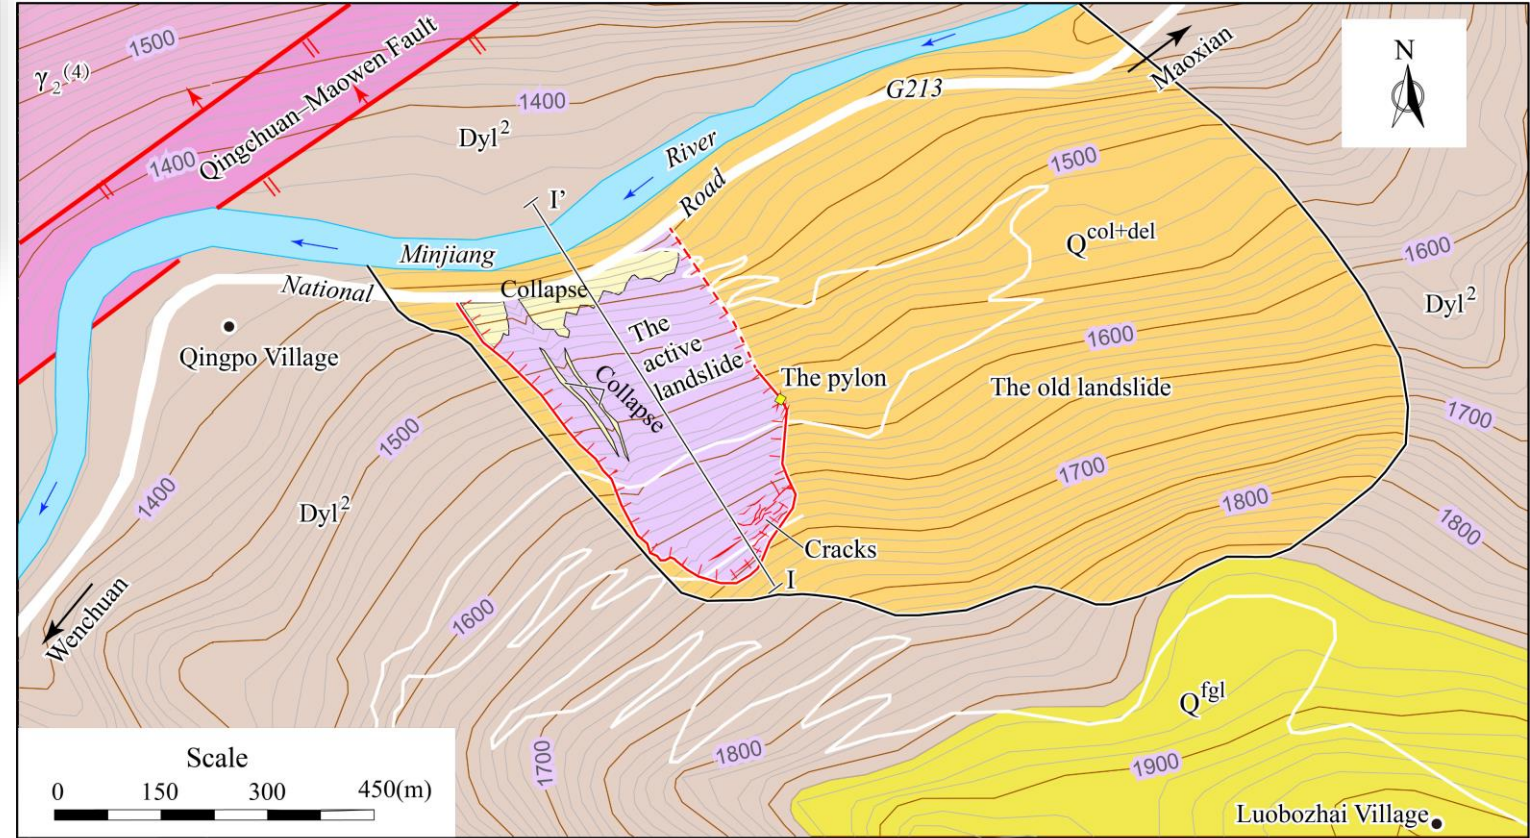 1500
γ2(4)
Qingchuan–Maowen Fault
1400
1400
Dyl2
River
G213
Maoxian
N
1500
I'
Road
Qcol+del
1600
Minjiang
National
Collapse
Dyl2
Qingpo Village
The
active
landslide
Collapse
The pylon
1600
The old landslide
1700
1500
1400
1700
1800
1800
Dyl2
Cracks
I
Wenchuan
1600
Qfgl
Scale
0 150 300 450(m)
1700
1800
1900
Luobozhai Village